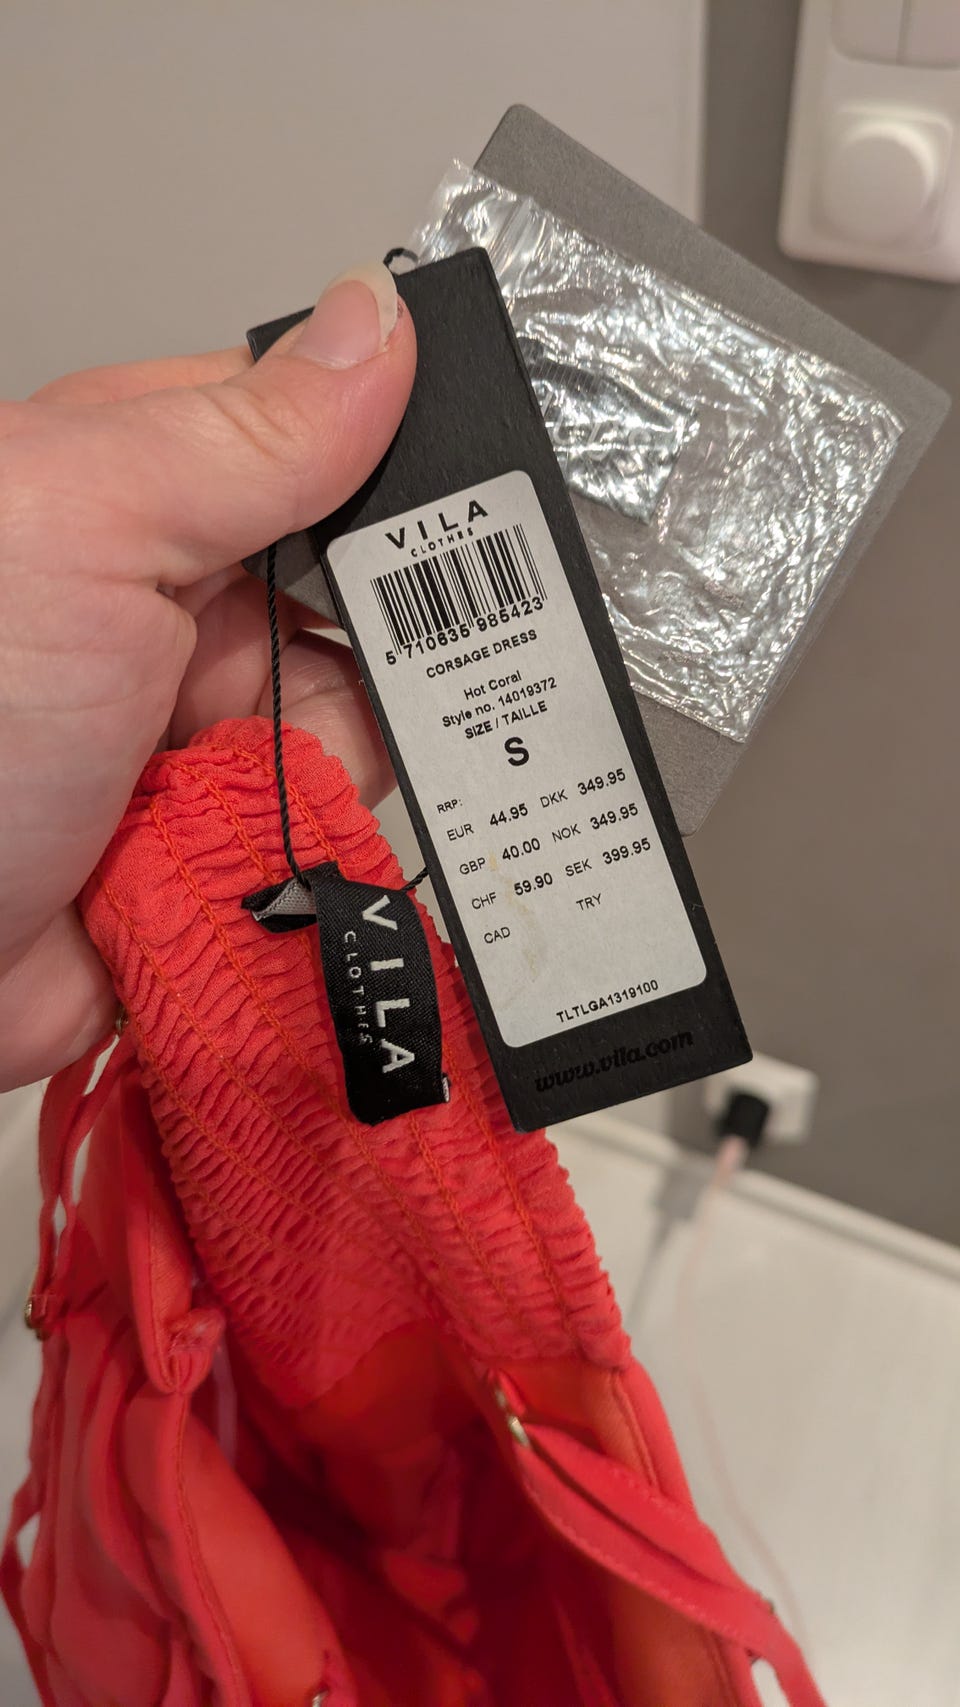 VILA
CLOTHES
5 710635 985423
CORSAGE DRESS
Hot Coral
Style no. 14019372
SIZE / TAILLE
S
RRP:
EUR 44.95 DKK 349.95
GBP 40.00 NOK 349.95
CHF 59.90 SEK 399.95
CAD TRY
TLTLGA1319100
www.vila.com
VILA
CLOTHES